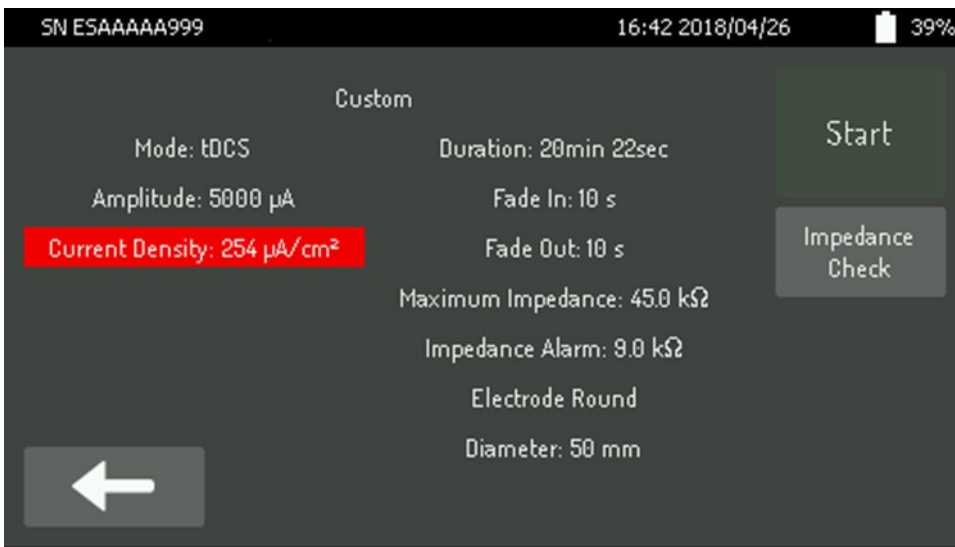 SN ESAAAAA999 16:42 2018/04/26 39%
Custom
Mode: tDCS
Amplitude: 5000 µA
Current Density: 254 µA/cm²
Duration: 20min 22sec
Fade In: 10 s
Fade Out: 10 s
Maximum Impedance: 45.0 kΩ
Impedance Alarm: 9.0 kΩ
Electrode Round
Diameter: 50 mm
Start
Impedance
Check